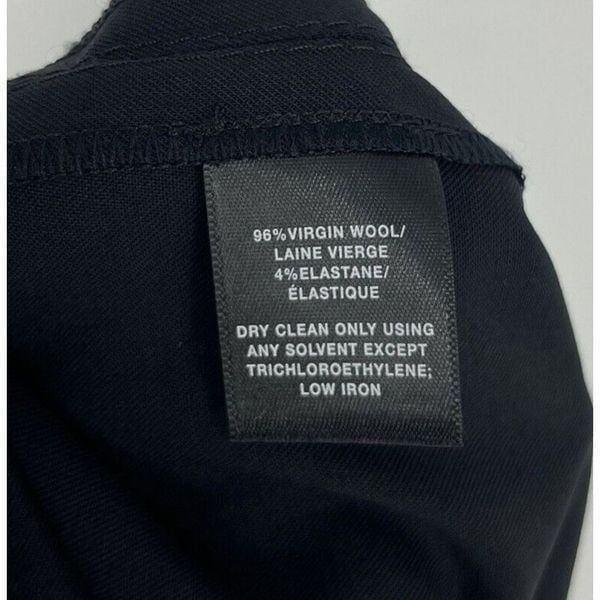 96%VIRGIN WOOL/
LAINE VIERGE
4%ELASTANE/
ÉLASTIQUE
DRY CLEAN ONLY USING
ANY SOLVENT EXCEPT
TRICHLOROETHYLENE;
LOW IRON